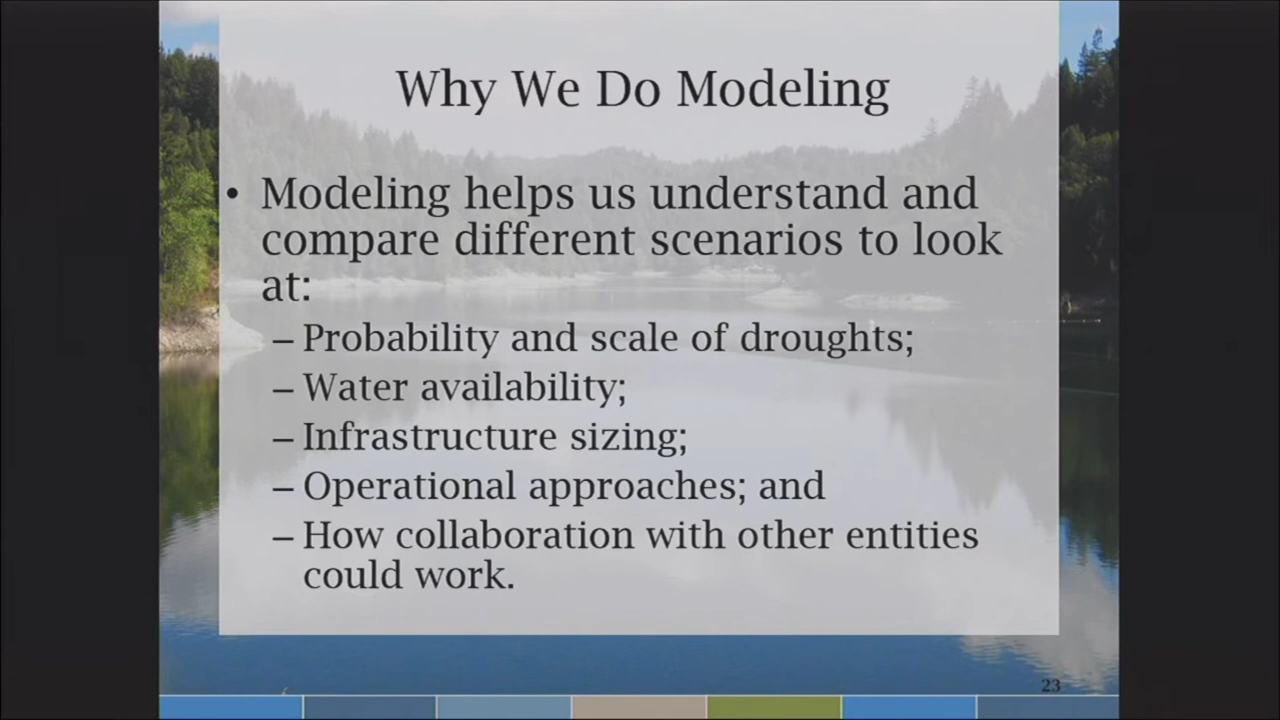 Why We Do Modeling
• Modeling helps us understand and
compare different scenarios to look
at:
– Probability and scale of droughts;
– Water availability;
– Infrastructure sizing;
– Operational approaches; and
– How collaboration with other entities
could work.
23